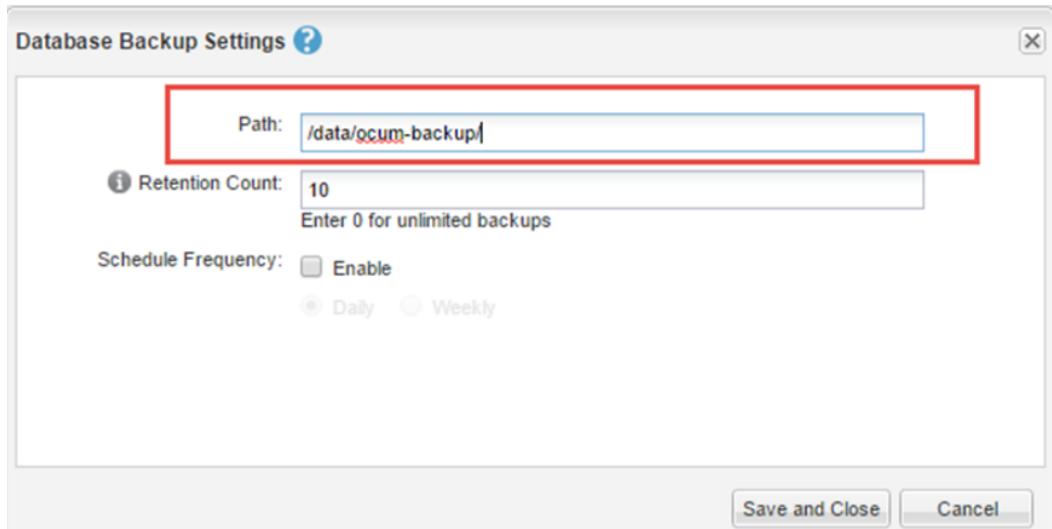 Database Backup Settings ?
Path: /data/ocum-backup/
i Retention Count: 10
Enter 0 for unlimited backups
Schedule Frequency: Enable
Daily Weekly
Save and Close Cancel